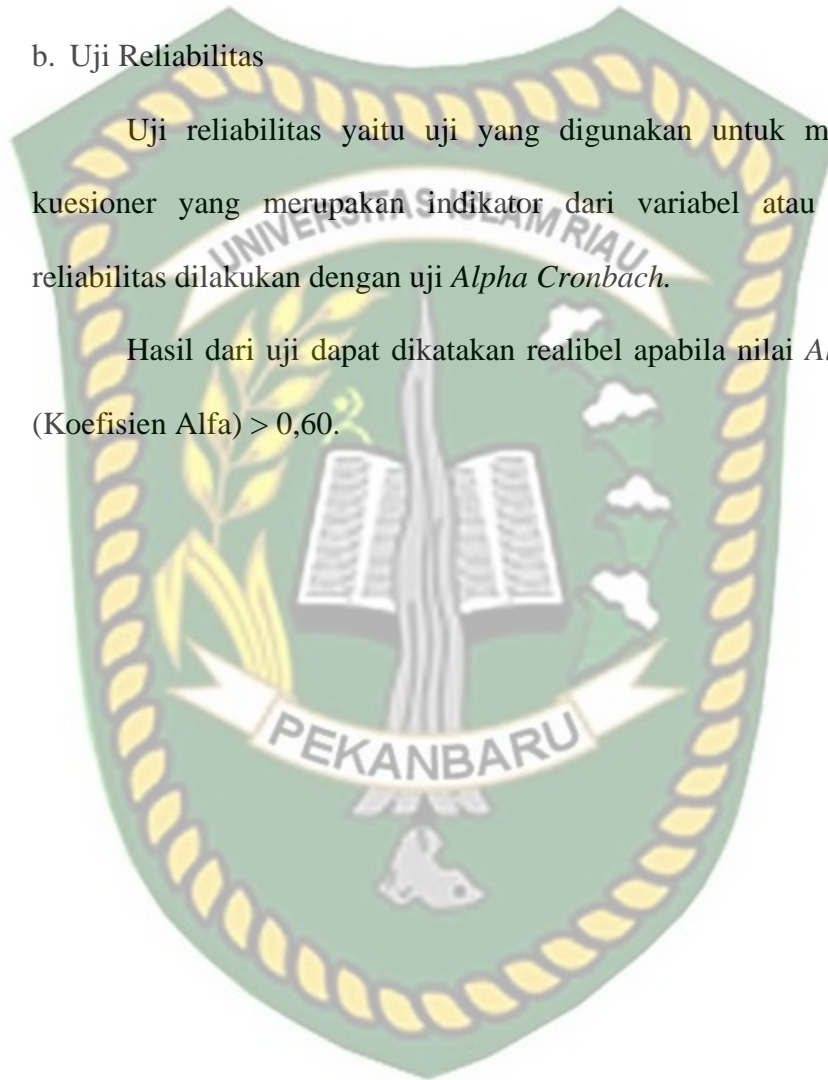 b. Uji Reliabilitas
Uji reliabilitas yaitu uji yang digunakan untuk m
kuesioner yang merupakan indikator dari variabel atau
UNIVERSITAS ISLAM RIAU
reliabilitas dilakukan dengan uji Alpha Cronbach.
Hasil dari uji dapat dikatakan realibel apabila nilai Al
(Koefisien Alfa) > 0,60.
PEKANBARU